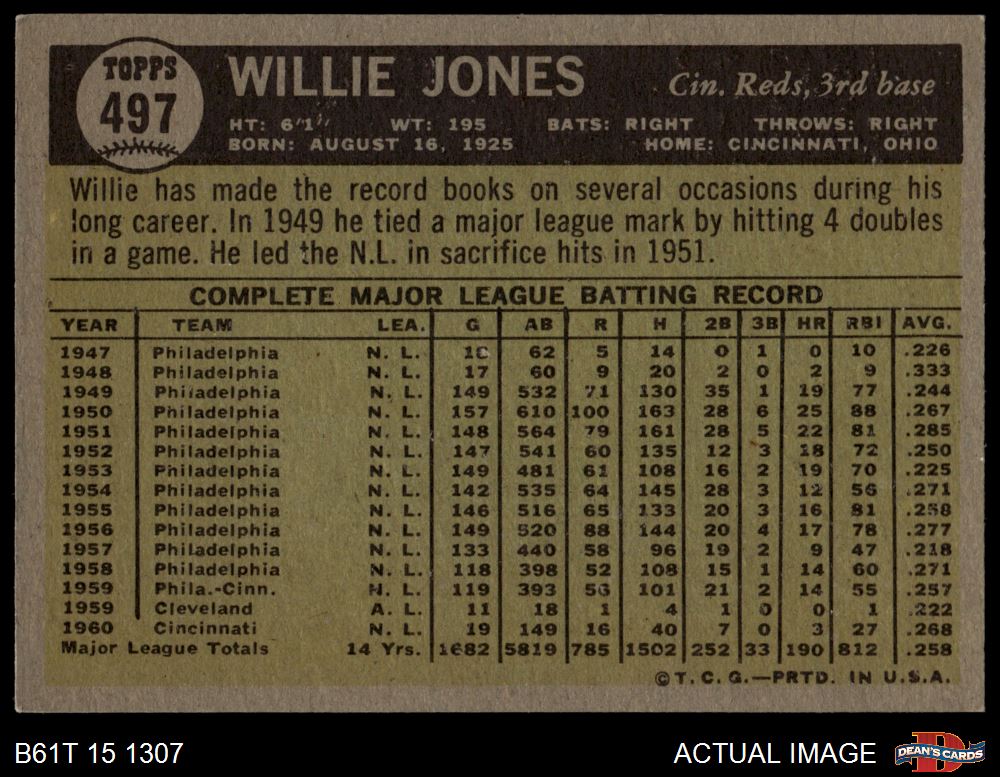 TOPPS
497
WILLIE JONES
Cin. Reds, 3rd base
HT: 6'1" WT: 195 BATS: RIGHT THROWS: RIGHT
BORN: AUGUST 16, 1925 HOME: CINCINNATI, OHIO
Willie has made the record books on several occasions during his
long career. In 1949 he tied a major league mark by hitting 4 doubles
in a game. He led the N.L. in sacrifice hits in 1951.
COMPLETE MAJOR LEAGUE BATTING RECORD
YEAR TEAM LEA. G AB R H 2B 3B HR RBI AVG.
1947 Philadelphia N. L. 18 62 5 14 0 1 0 10 .226
1948 Philadelphia N. L. 17 60 9 20 2 0 2 9 .333
1949 Philadelphia N. L. 149 532 71 130 35 1 19 77 .244
1950 Philadelphia N. L. 157 610 100 163 28 6 25 88 .267
1951 Philadelphia N. L. 148 564 79 161 28 5 22 81 .285
1952 Philadelphia N. L. 147 541 60 135 12 3 18 72 .250
1953 Philadelphia N. L. 149 481 61 108 16 2 19 70 .225
1954 Philadelphia N. L. 142 535 64 145 28 3 12 56 .271
1955 Philadelphia N. L. 146 516 65 133 20 3 16 81 .258
1956 Philadelphia N. L. 149 520 88 144 20 4 17 78 .277
1957 Philadelphia N. L. 133 440 58 96 19 2 9 47 .218
1958 Philadelphia N. L. 118 398 52 108 15 1 14 60 .271
1959 Phila.-Cinn. N. L. 119 393 56 101 21 2 14 55 .257
1959 Cleveland A. L. 11 18 1 4 1 0 0 1 .222
1960 Cincinnati N. L. 19 149 16 40 7 0 3 27 .268
Major League Totals 14 Yrs. 1682 5819 785 1502 252 33 190 812 .258
©T. C. G.—PRTD. IN U.S.A.
B61T 15 1307 ACTUAL IMAGE DEAN'S CARDS